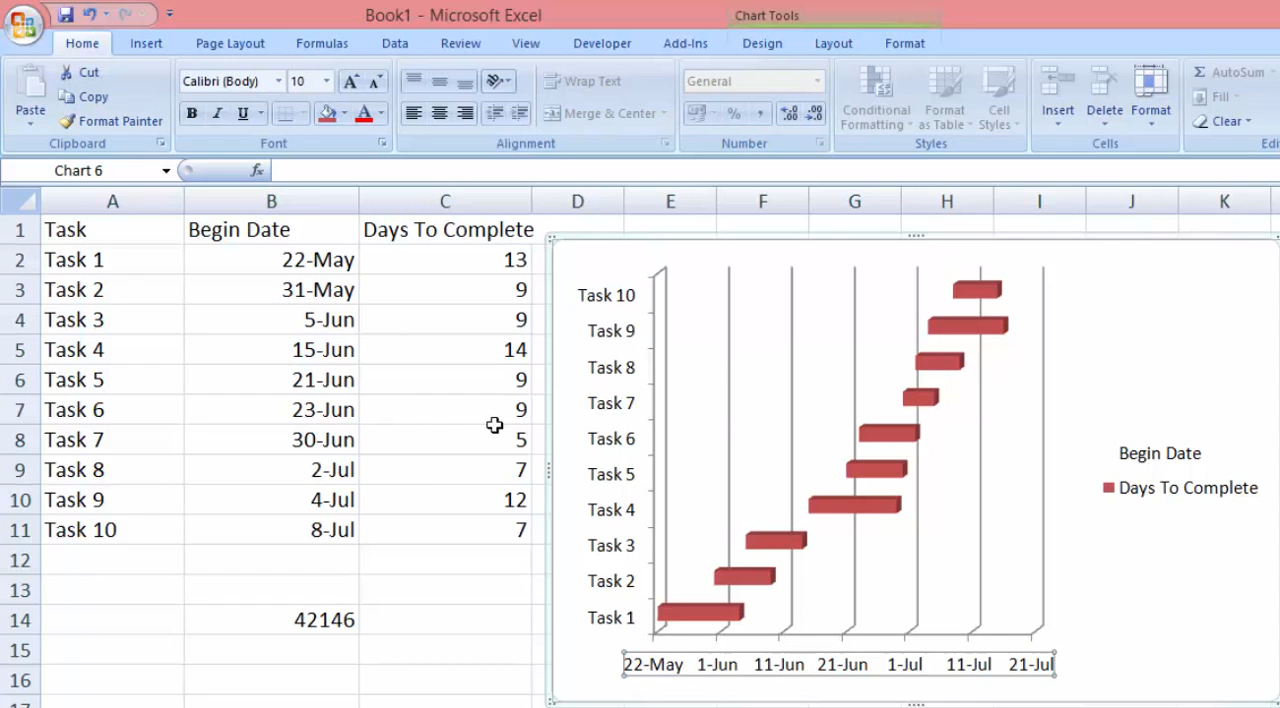 Book1 - Microsoft Excel
Chart Tools
Home Insert Page Layout Formulas Data Review View Developer Add-Ins Design Layout Format
Paste
Cut
Copy
Format Painter
Clipboard
Calibri (Body) 10
B I U
Font
Wrap Text
Merge & Center
Alignment
General
%
Number
Conditional Formatting
Format as Table
Cell Styles
Styles
Insert Delete Format
Cells
AutoSum
Fill
Clear
Chart 6
fx
A B C D E F G H I J K
1 Task Begin Date Days To Complete
2 Task 1 22-May 13
3 Task 2 31-May 9
4 Task 3 5-Jun 9
5 Task 4 15-Jun 14
6 Task 5 21-Jun 9
7 Task 6 23-Jun 9
8 Task 7 30-Jun 5
9 Task 8 2-Jul 7
10 Task 9 4-Jul 12
11 Task 10 8-Jul 7
12
13
14 42146
15
16
Task 10
Task 9
Task 8
Task 7
Task 6
Task 5
Task 4
Task 3
Task 2
Task 1
22-May 1-Jun 11-Jun 21-Jun 1-Jul 11-Jul 21-Jul
Begin Date
Days To Complete